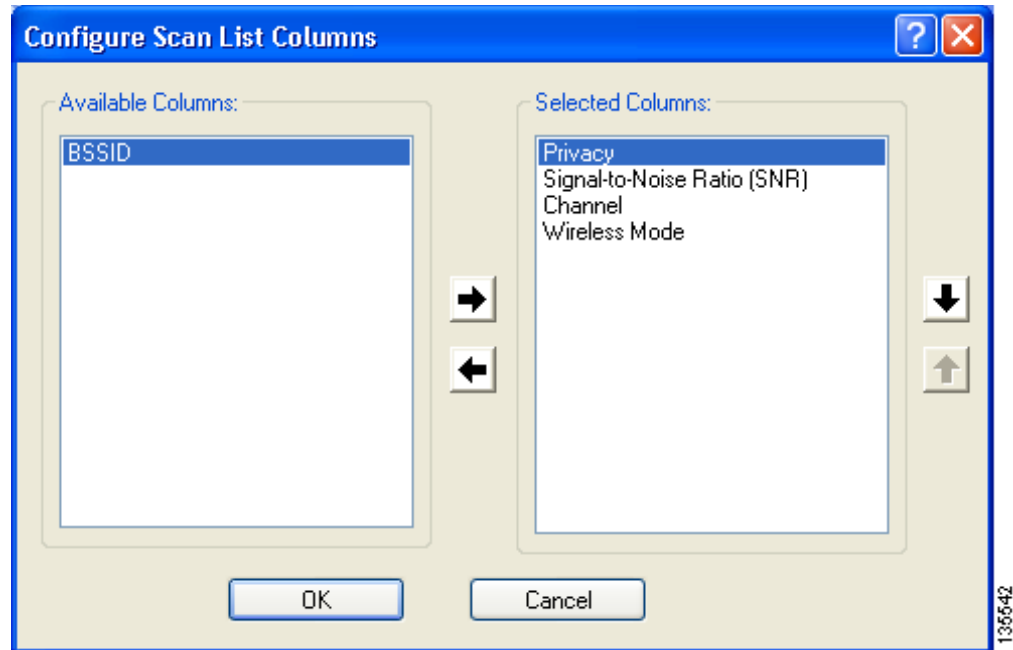 Configure Scan List Columns
Available Columns:
BSSID
Selected Columns:
Privacy
Signal-to-Noise Ratio (SNR)
Channel
Wireless Mode
OK
Cancel
135542